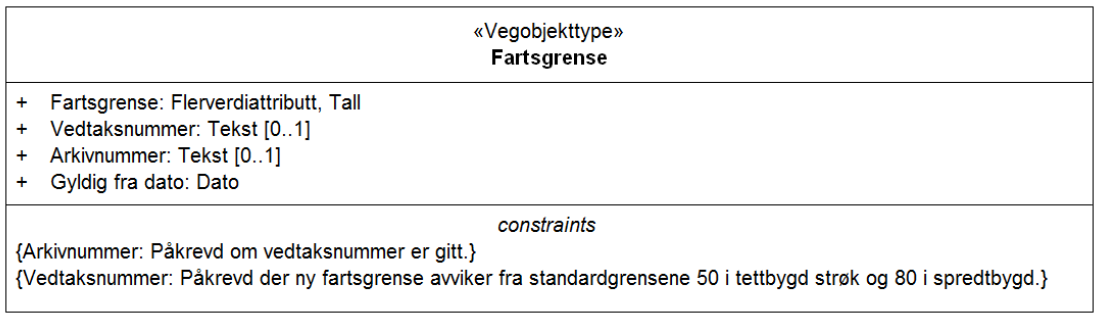 «Vegobjekttype»
Fartsgrense
+ Fartsgrense: Flerverdiattributt, Tall
+ Vedtaksnummer: Tekst [0..1]
+ Arkivnummer: Tekst [0..1]
+ Gyldig fra dato: Dato
constraints
{Arkivnummer: Påkrevd om vedtaksnummer er gitt.}
{Vedtaksnummer: Påkrevd der ny fartsgrense avviker fra standardgrensene 50 i tettbygd strøk og 80 i spredtbygd.}